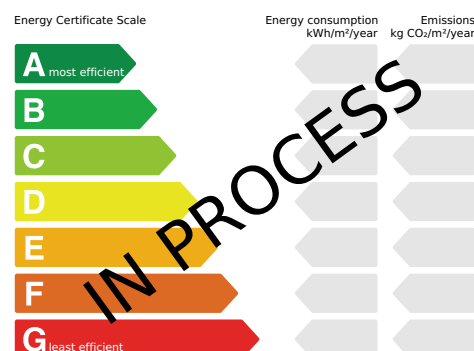 Energy Certificate Scale
Energy consumption
kWh/m²/year
Emissions
kg CO₂/m²/year
A most efficient
B
C
D
E
F
G least efficient
IN PROCESS